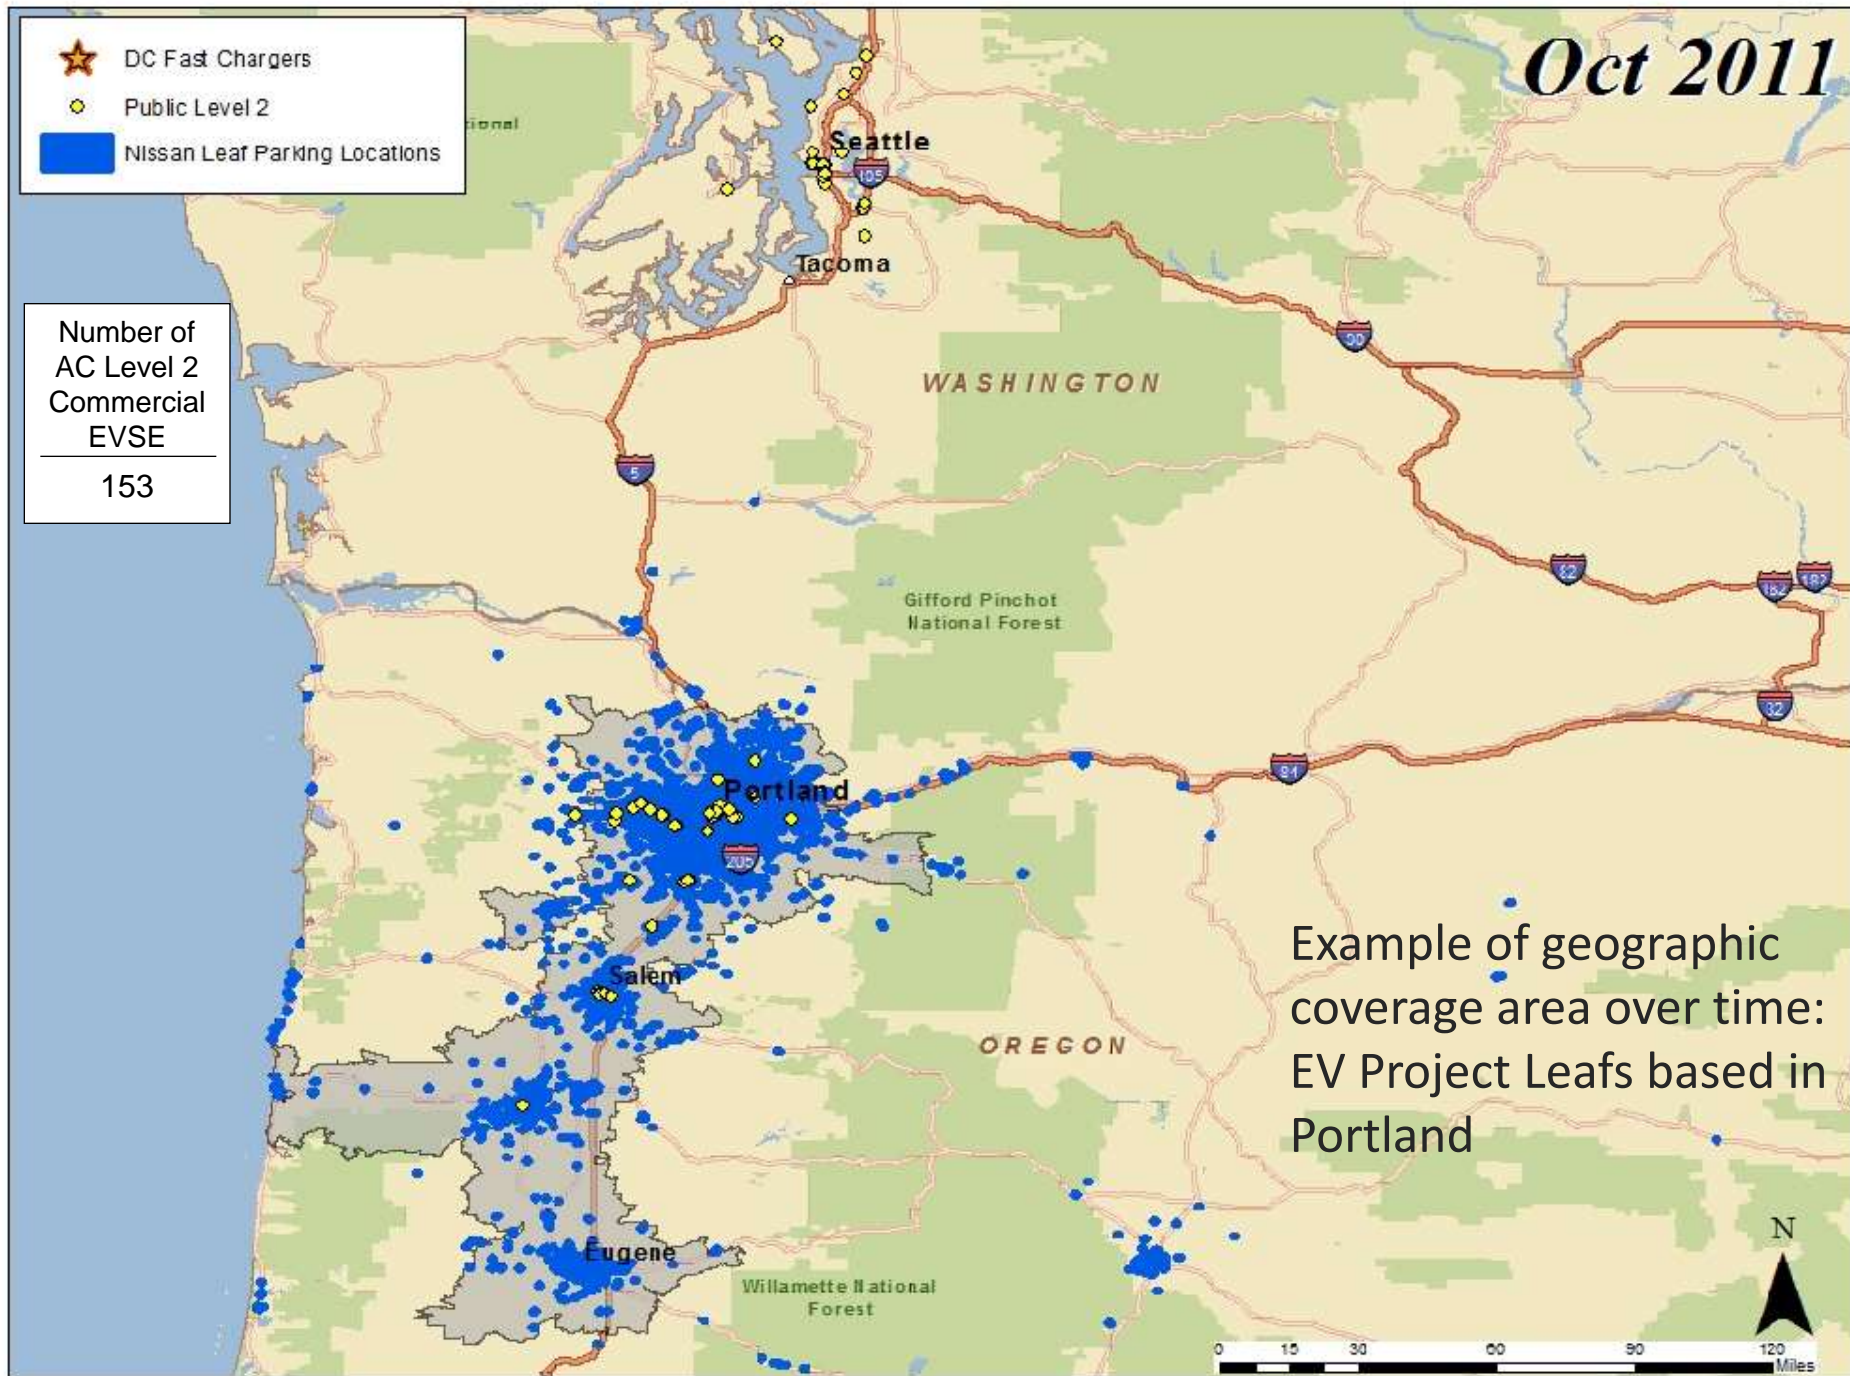 DC Fast Chargers
Public Level 2
Nissan Leaf Parking Locations
Oct 2011
ional
Seattle
Tacoma
Number of
AC Level 2
Commercial
EVSE
153
WASHINGTON
5
82
Gifford Pinchot
National Forest
182
182
Portland
205
Salem
OREGON
Example of geographic
coverage area over time:
EV Project Leafs based in
Portland
Eugene
Willamette National
Forest
N
0 15 30 60 90 120
Miles